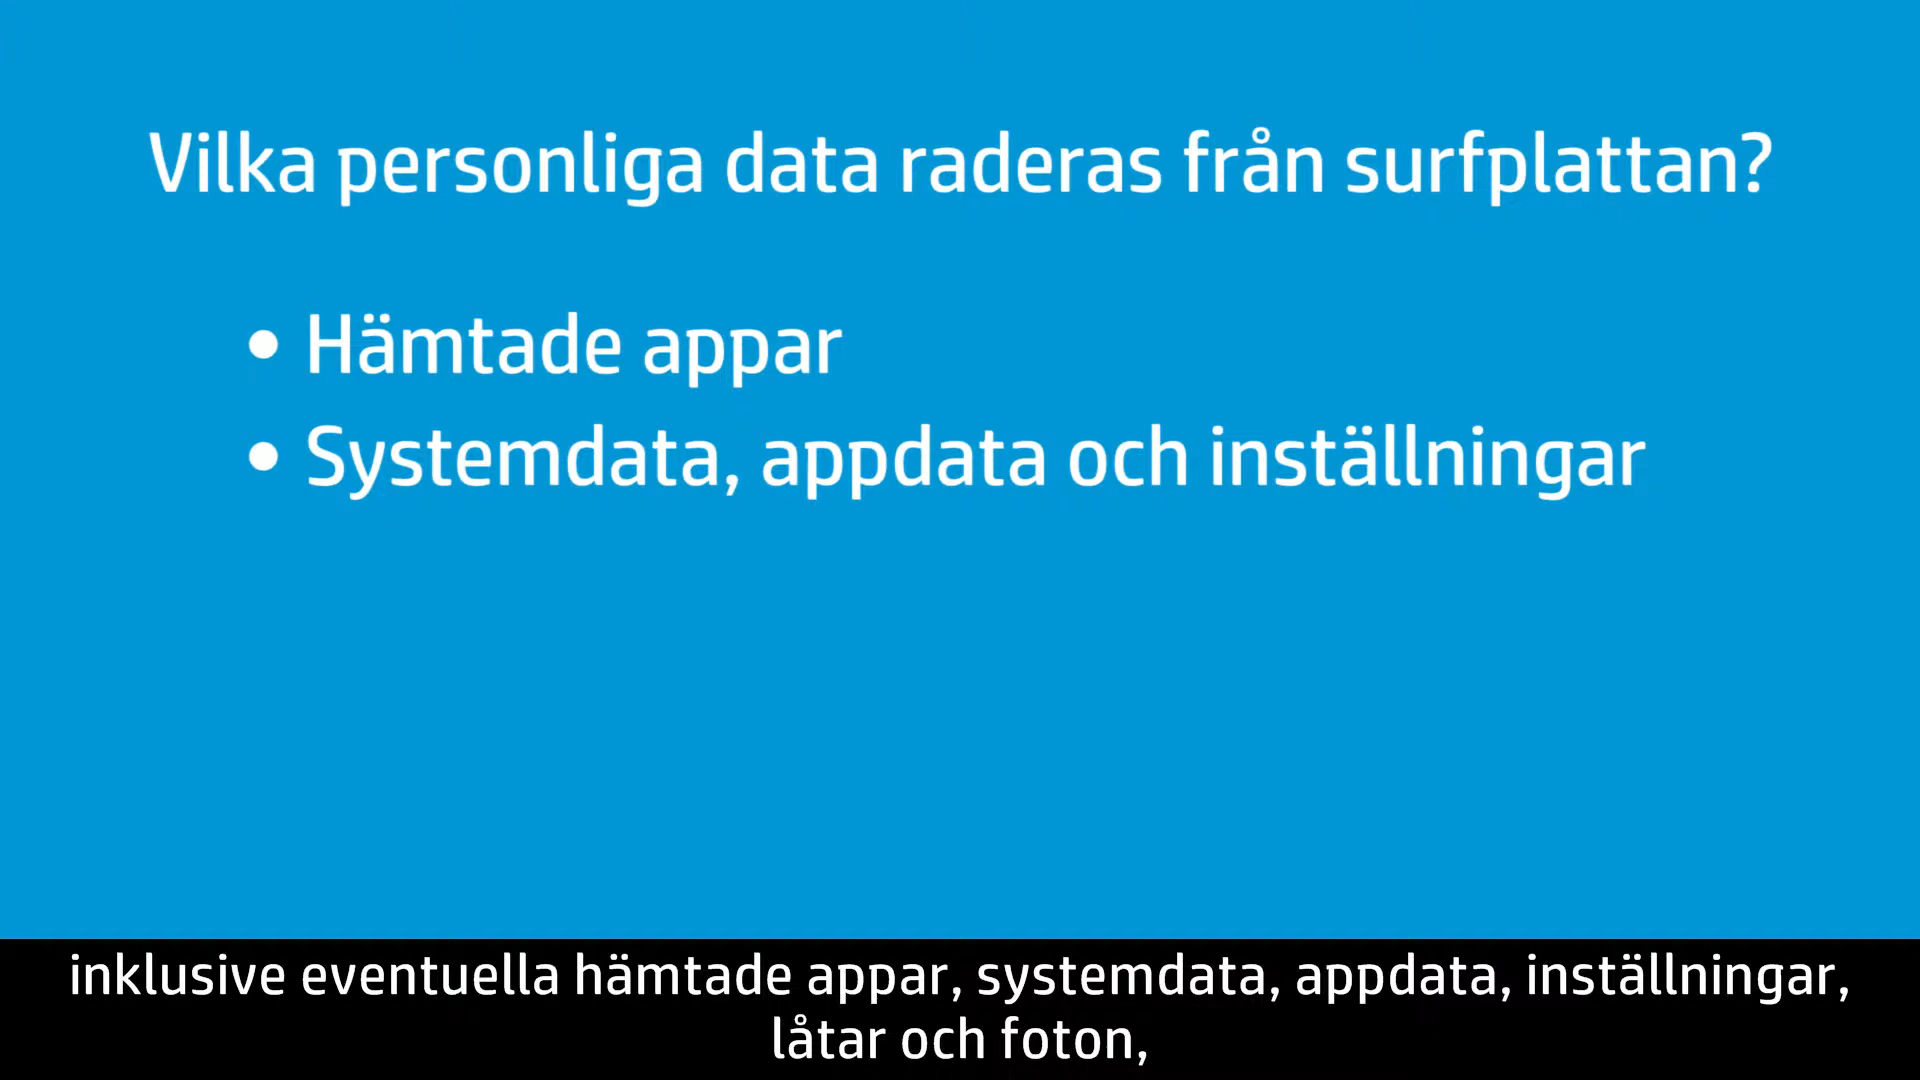 Vilka personliga data raderas från surfplattan?
• Hämtade appar
• Systemdata, appdata och inställningar
inklusive eventuella hämtade appar, systemdata, appdata, inställningar,
låtar och foton,